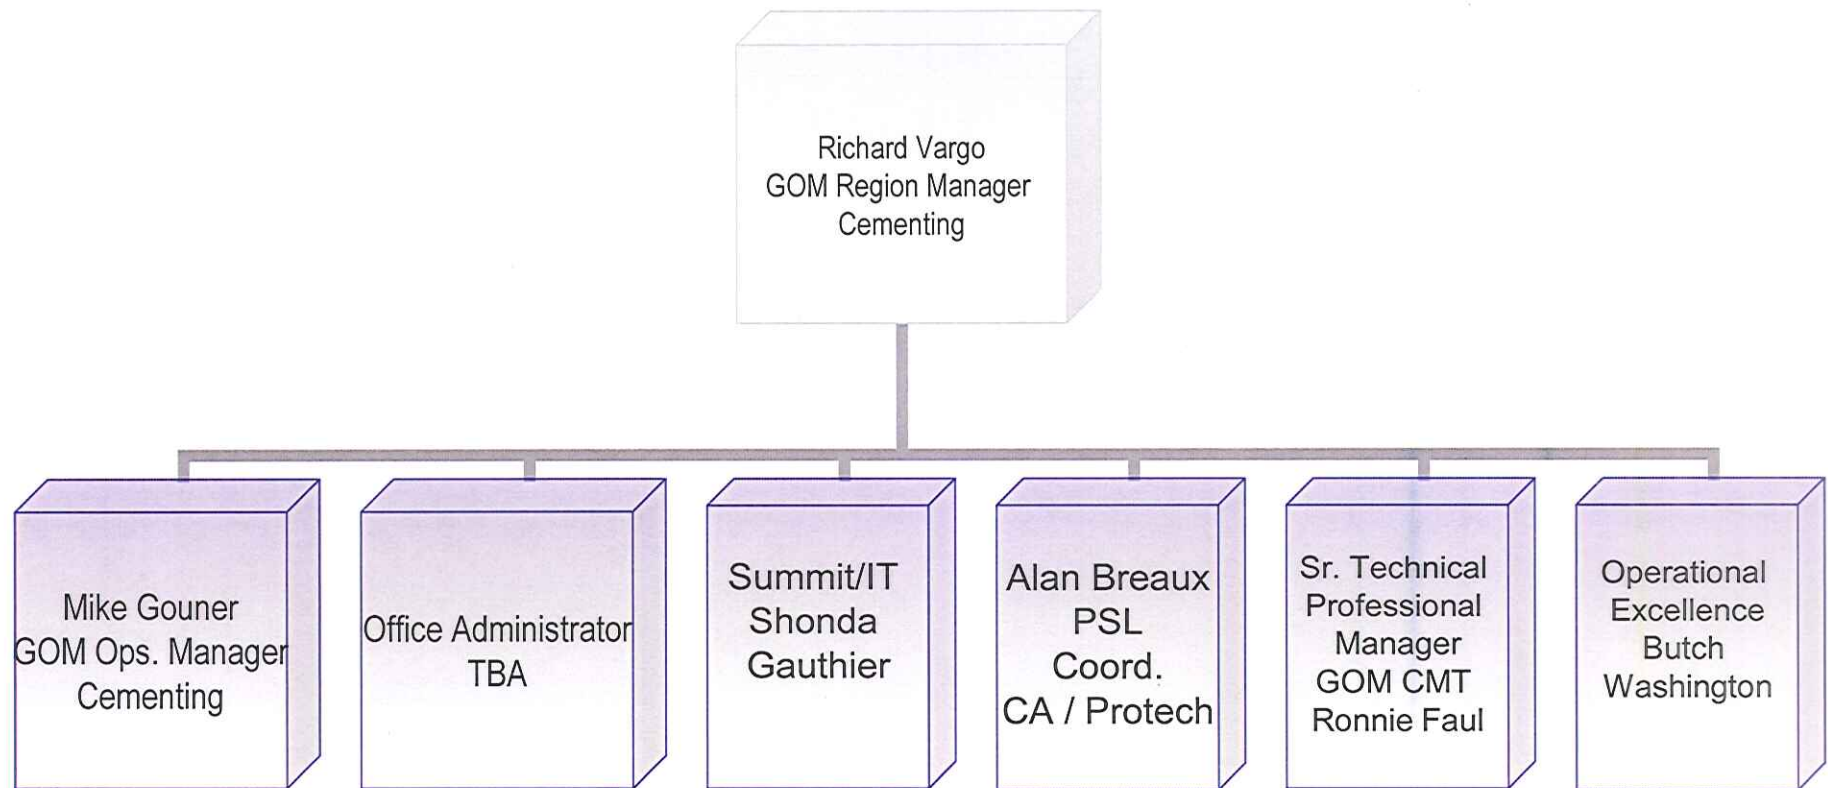 Richard Vargo
GOM Region Manager
Cementing
Mike Gouner
GOM Ops. Manager
Cementing
Office Administrator
TBA
Summit/IT
Shonda
Gauthier
Alan Breaux
PSL
Coord.
CA / Protech
Sr. Technical
Professional
Manager
GOM CMT
Ronnie Faul
Operational
Excellence
Butch
Washington